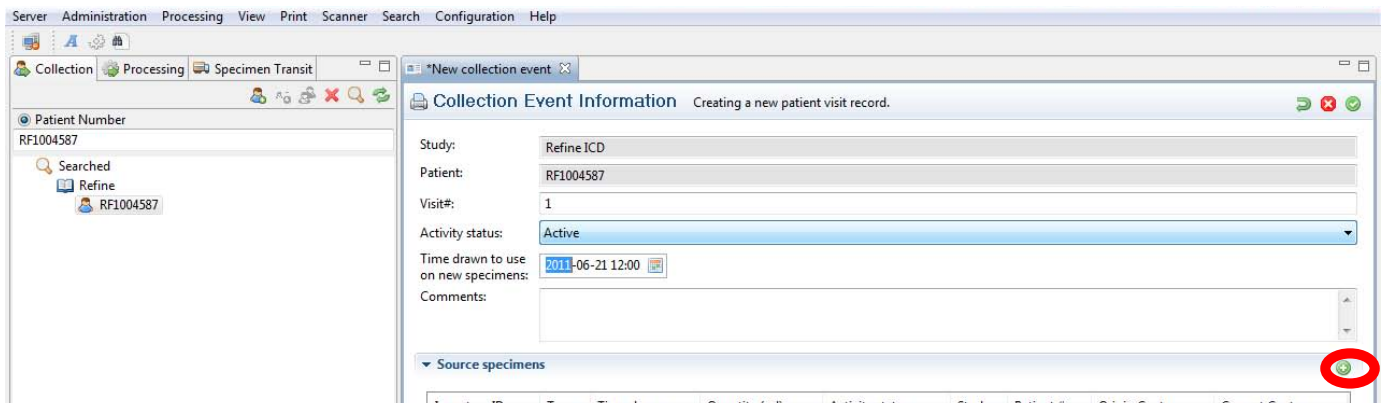 Server Administration Processing View Print Scanner Search Configuration Help
A
Collection Processing Specimen Transit
*New collection event
Patient Number
RF1004587
Searched
Refine
RF1004587
Collection Event Information Creating a new patient visit record.
Study: Refine ICD
Patient: RF1004587
Visit#: 1
Activity status: Active
Time drawn to use
on new specimens: 2011-06-21 12:00
Comments:
Source specimens